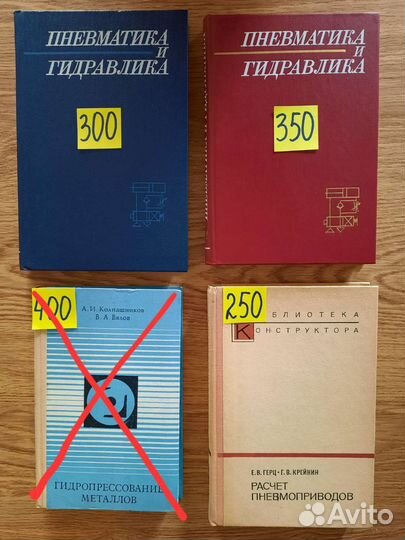 ПНЕВМАТИКА
И
ГИДРАВЛИКА
300
ПНЕВМАТИКА
И
ГИДРАВЛИКА
350
400
А. И. Колпашников
В. А. Вялов
ГИДРОПРЕССОВАНИЕ
МЕТАЛЛОВ
250
БИБЛИОТЕКА
КОНСТРУКТОРА
Е. В. ГЕРЦ • Г. В. КРЕЙНИН
РАСЧЕТ
ПНЕВМОПРИВОДОВ
Avito